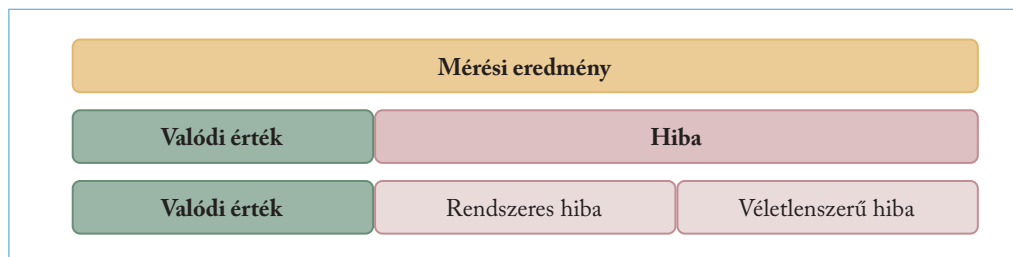 Mérési eredmény
Valódi érték Hiba
Valódi érték Rendszeres hiba Véletlenszerű hiba